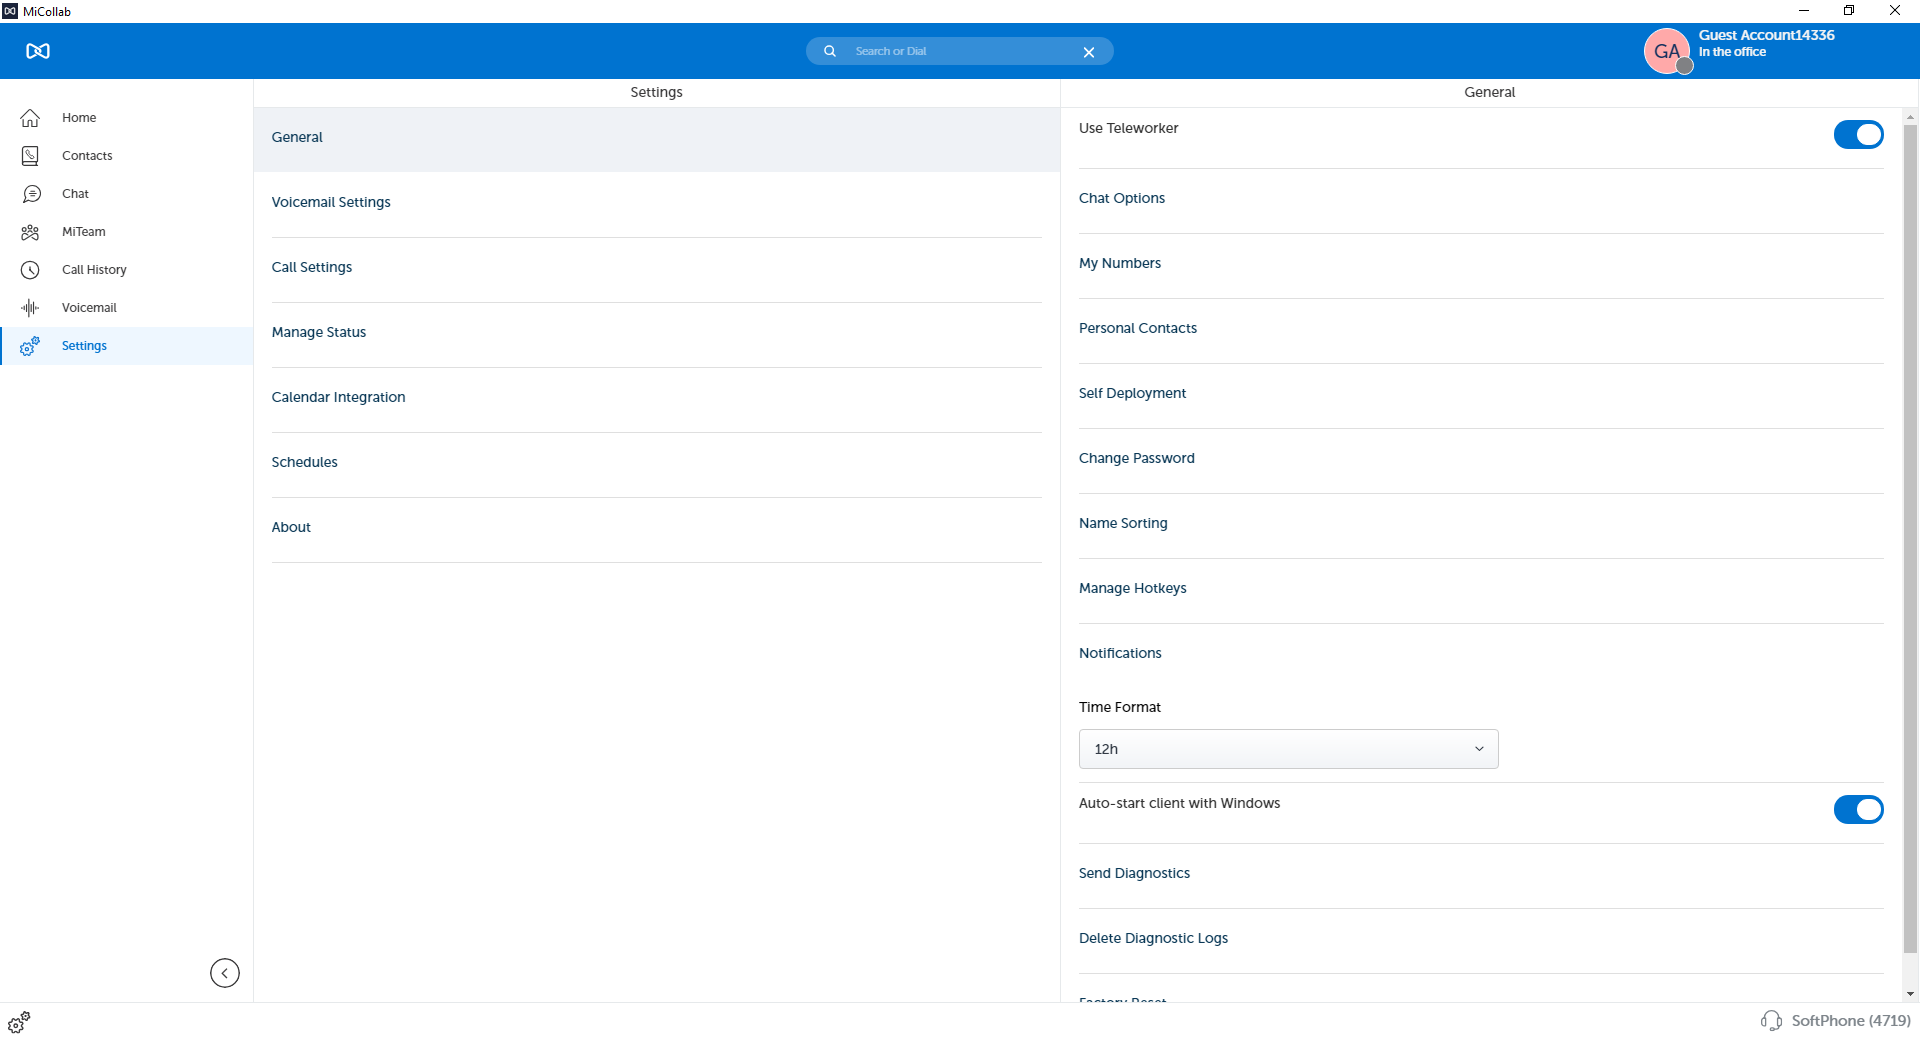 MiCollab
Search or Dial
GA
Guest Account14336
In the office
Home
Contacts
Chat
MiTeam
Call History
Voicemail
Settings
Settings
General
Voicemail Settings
Call Settings
Manage Status
Calendar Integration
Schedules
About
General
Use Teleworker
Chat Options
My Numbers
Personal Contacts
Self Deployment
Change Password
Name Sorting
Manage Hotkeys
Notifications
Time Format
12h
Auto-start client with Windows
Send Diagnostics
Delete Diagnostic Logs
Factory Reset
SoftPhone (4719)